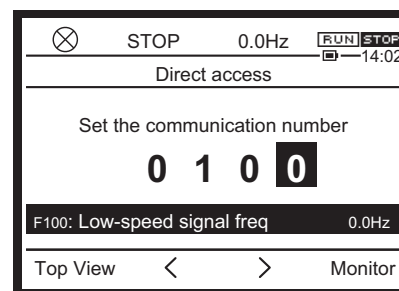 STOP 0.0Hz RUN STOP
14:02
Direct access
Set the communication number
0 1 0 0
F100: Low-speed signal freq 0.0Hz
Top View < > Monitor